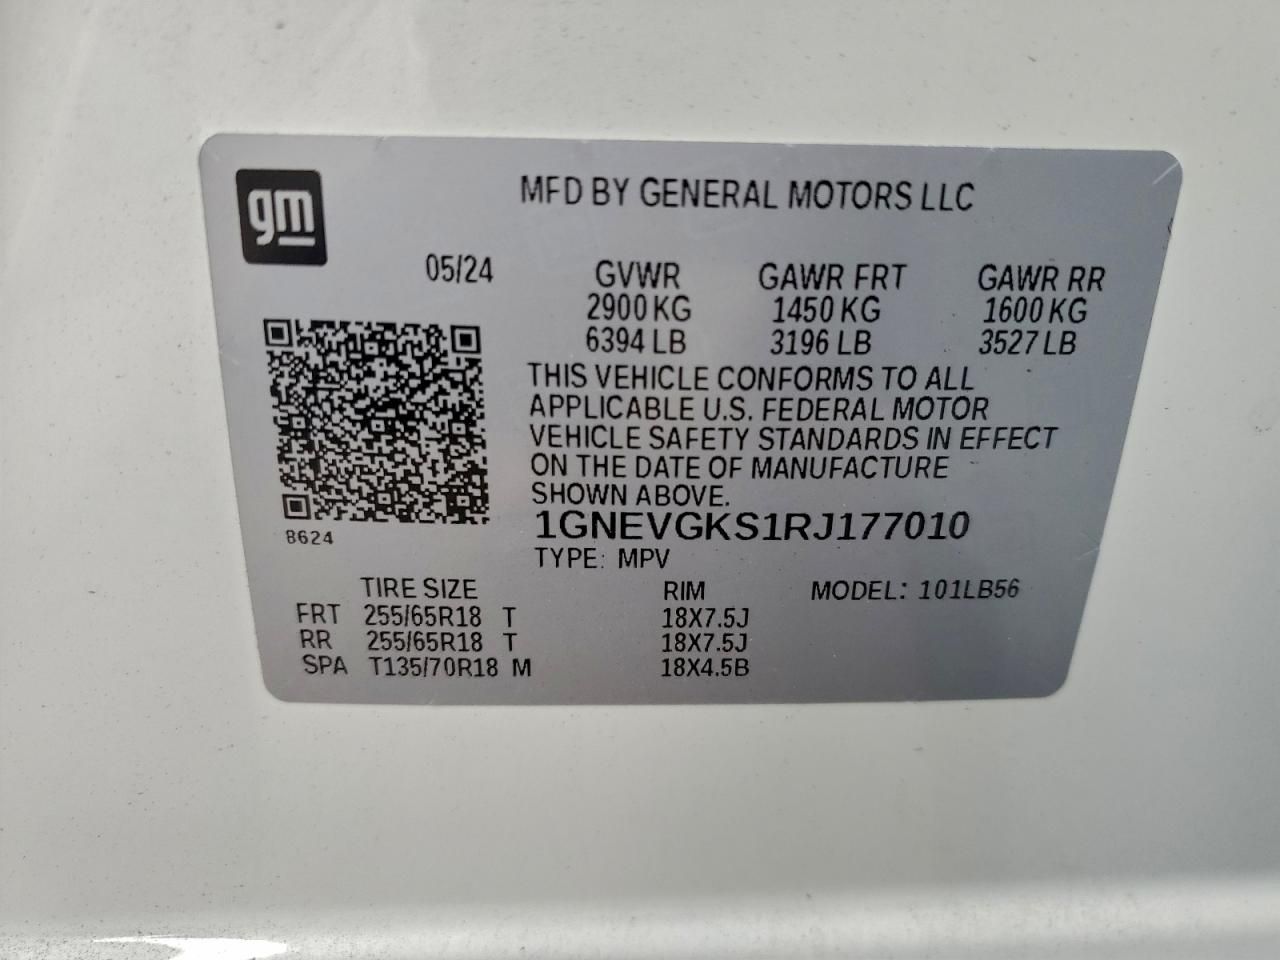 gm
MFD BY GENERAL MOTORS LLC
05/24 GVWR GAWR FRT GAWR RR
2900 KG 1450 KG 1600 KG
6394 LB 3196 LB 3527 LB
THIS VEHICLE CONFORMS TO ALL
APPLICABLE U.S. FEDERAL MOTOR
VEHICLE SAFETY STANDARDS IN EFFECT
ON THE DATE OF MANUFACTURE
SHOWN ABOVE.
1GNEVGKS1RJ177010
8624
TYPE: MPV
TIRE SIZE RIM MODEL: 101LB56
FRT 255/65R18 T 18X7.5J
RR 255/65R18 T 18X7.5J
SPA T135/70R18 M 18X4.5B